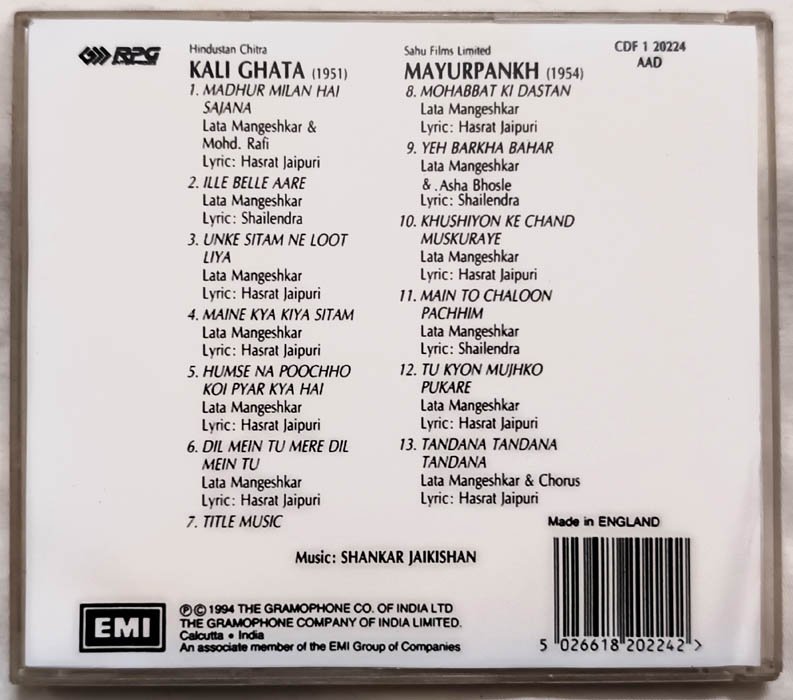 RPG
Hindustan Chitra
KALI GHATA (1951)
1. MADHUR MILAN HAI
SAJANA
Lata Mangeshkar &
Mohd. Rafi
Lyric: Hasrat Jaipuri
2. ILLE BELLE AARE
Lata Mangeshkar
Lyric: Shailendra
3. UNKE SITAM NE LOOT
LIYA
Lata Mangeshkar
Lyric: Hasrat Jaipuri
4. MAINE KYA KIYA SITAM
Lata Mangeshkar
Lyric: Hasrat Jaipuri
5. HUMSE NA POOCHHO
KOI PYAR KYA HAI
Lata Mangeshkar
Lyric: Hasrat Jaipuri
6. DIL MEIN TU MERE DIL
MEIN TU
Lata Mangeshkar
Lyric: Hasrat Jaipuri
7. TITLE MUSIC
Sahu Films Limited
MAYURPANKH (1954)
8. MOHABBAT KI DASTAN
Lata Mangeshkar
Lyric: Hasrat Jaipuri
9. YEH BARKHA BAHAR
Lata Mangeshkar
& .Asha Bhosle
Lyric: Shailendra
10. KHUSHIYON KE CHAND
MUSKURAYE
Lata Mangeshkar
Lyric: Hasrat Jaipuri
11. MAIN TO CHALOON
PACHHIM
Lata Mangeshkar
Lyric: Shailendra
12. TU KYON MUJHKO
PUKARE
Lata Mangeshkar
Lyric: Hasrat Jaipuri
13. TANDANA TANDANA
TANDANA
Lata Mangeshkar & Chorus
Lyric: Hasrat Jaipuri
CDF 1 20224
AAD
Made in ENGLAND
Music: SHANKAR JAIKISHAN
EMI
℗© 1994 THE GRAMOPHONE CO. OF INDIA LTD
THE GRAMOPHONE COMPANY OF INDIA LIMITED.
Calcutta • India
An associate member of the EMI Group of Companies
5 026618 202242 >